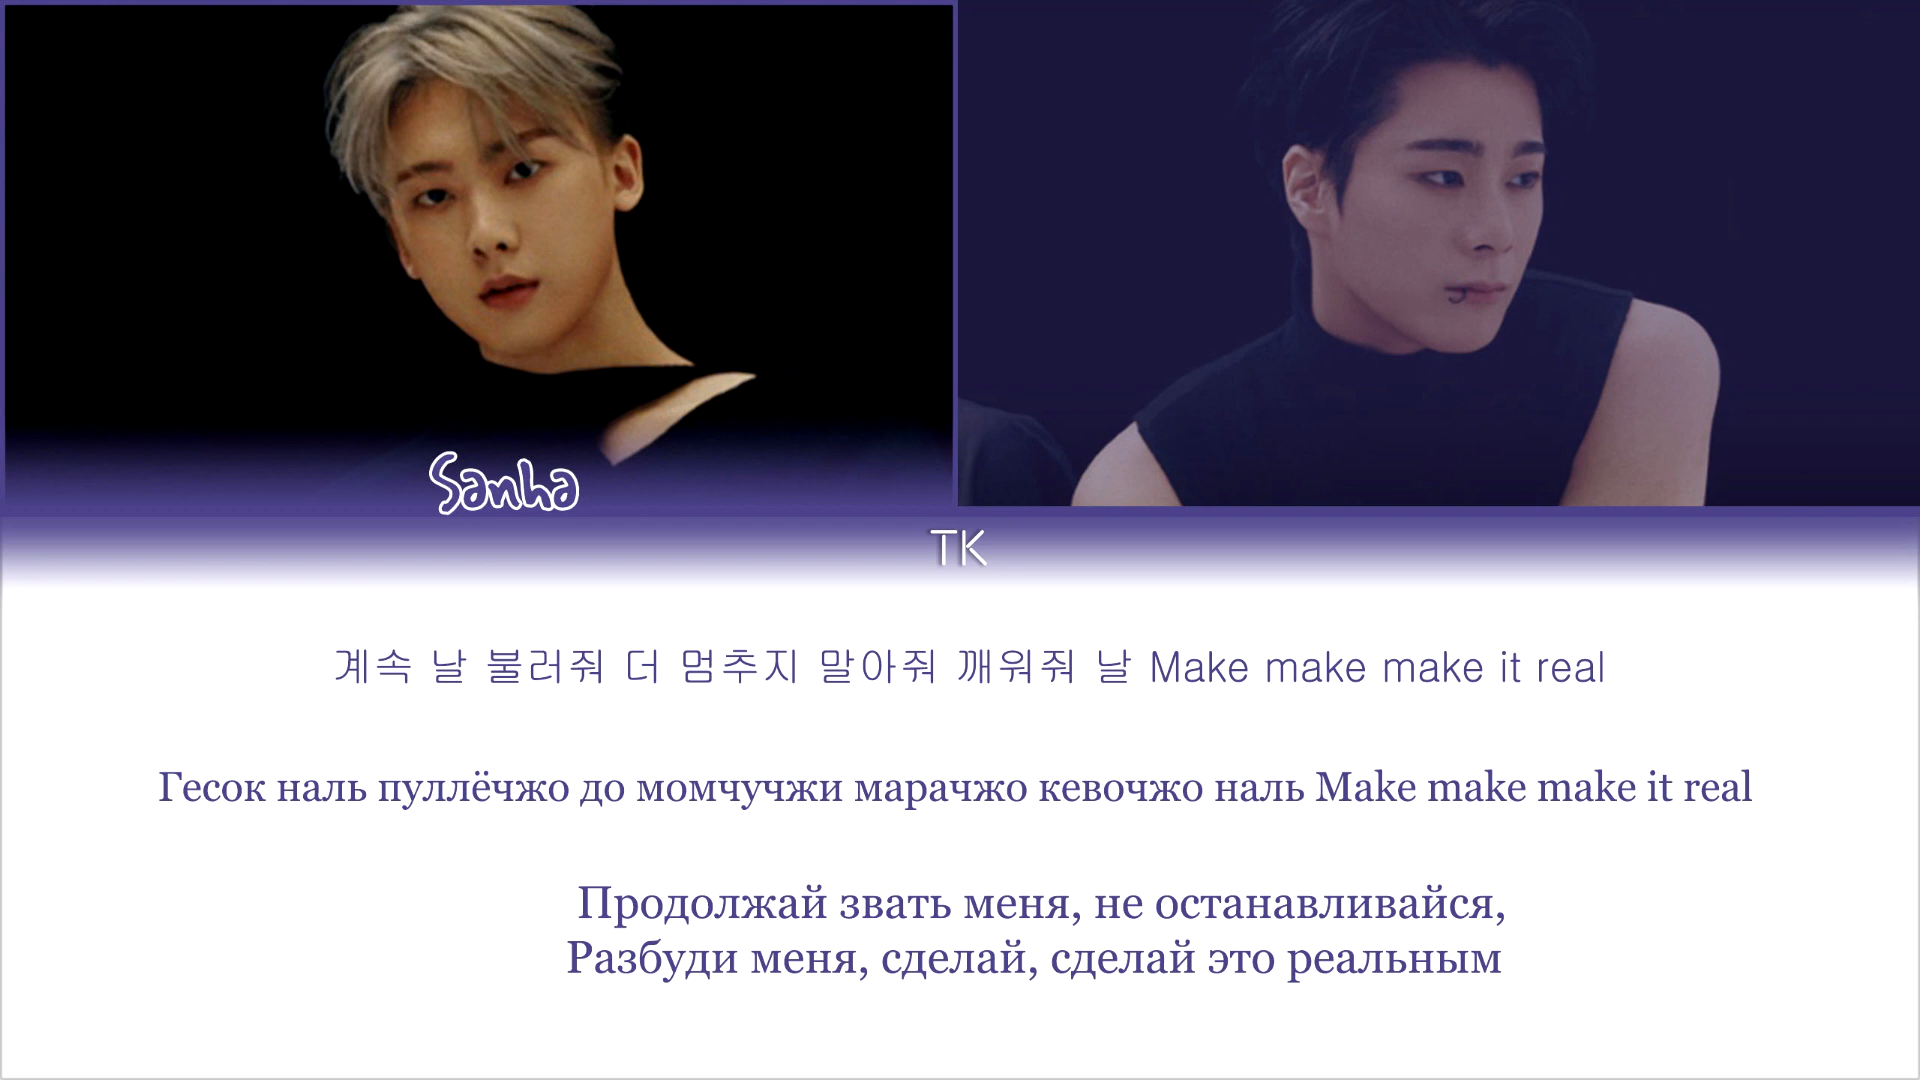 Sanha
TK
계속 날 불러줘 더 멈추지 말아줘 깨워줘 날 Make make make it real
Гесок наль пуллёчжо до момчучжи марачжо кевочжо наль Make make make it real
Продолжай звать меня, не останавливайся,
Разбуди меня, сделай, сделай это реальным